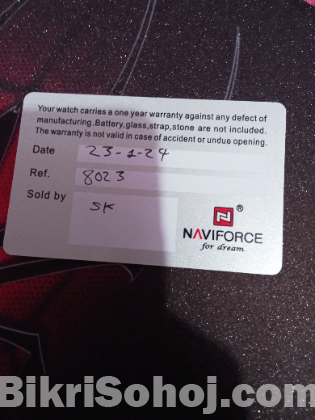 Your watch carries a one year warranty against any defect of
manufacturing.Battery,glass,strap,stone are not included.
The warranty is not valid in case of accident or undue opening.
Date 23-1-24
Ref. 8023
Sold by SK
®
NAVIFORCE
for dream
BikriSohoj.com